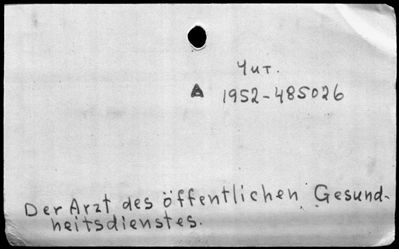 Чит.
A 1952-485026
Der Arzt des öffentlichen Gesund-
heitsdienstes.